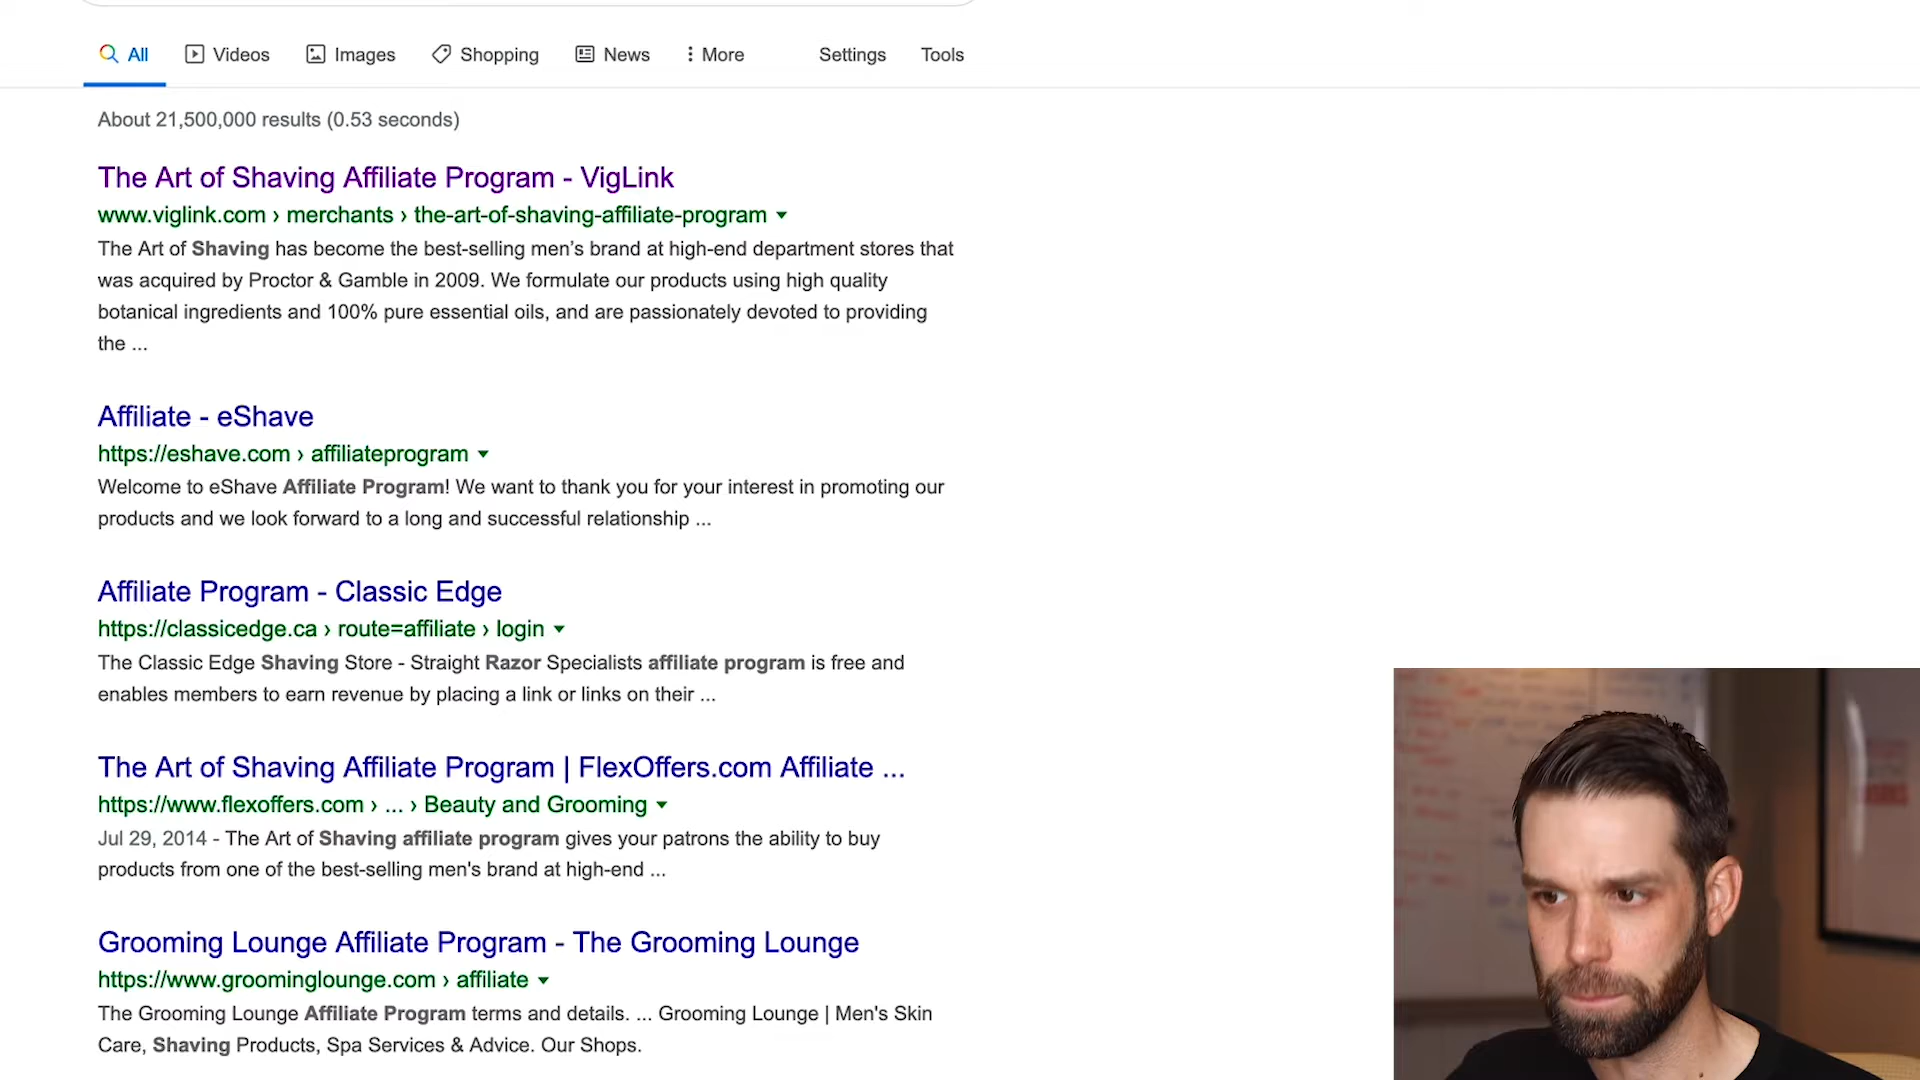 All Videos Images Shopping News More Settings Tools
About 21,500,000 results (0.53 seconds)
The Art of Shaving Affiliate Program - VigLink
www.viglink.com › merchants › the-art-of-shaving-affiliate-program
The Art of Shaving has become the best-selling men’s brand at high-end department stores that
was acquired by Proctor & Gamble in 2009. We formulate our products using high quality
botanical ingredients and 100% pure essential oils, and are passionately devoted to providing
the ...
Affiliate - eShave
https://eshave.com › affiliateprogram
Welcome to eShave Affiliate Program! We want to thank you for your interest in promoting our
products and we look forward to a long and successful relationship ...
Affiliate Program - Classic Edge
https://classicedge.ca › route=affiliate › login
The Classic Edge Shaving Store - Straight Razor Specialists affiliate program is free and
enables members to earn revenue by placing a link or links on their ...
The Art of Shaving Affiliate Program | FlexOffers.com Affiliate ...
https://www.flexoffers.com › ... › Beauty and Grooming
Jul 29, 2014 - The Art of Shaving affiliate program gives your patrons the ability to buy
products from one of the best-selling men's brand at high-end ...
Grooming Lounge Affiliate Program - The Grooming Lounge
https://www.groominglounge.com › affiliate
The Grooming Lounge Affiliate Program terms and details. ... Grooming Lounge | Men's Skin
Care, Shaving Products, Spa Services & Advice. Our Shops.